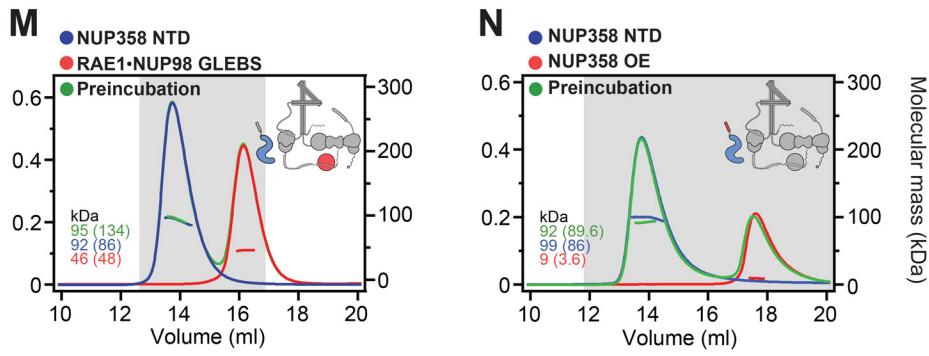 M
NUP358 NTD
RAE1•NUP98 GLEBS
Preincubation
0.6
0.4
0.2
0
300
200
100
0
kDa
95 (134)
92 (86)
46 (48)
10 12 14 16 18 20
Volume (ml)
N
NUP358 NTD
NUP358 OE
Preincubation
0.6
0.4
0.2
0
300
200
100
0
kDa
92 (89.6)
99 (86)
9 (3.6)
10 12 14 16 18 20
Volume (ml)
Molecular mass (kDa)